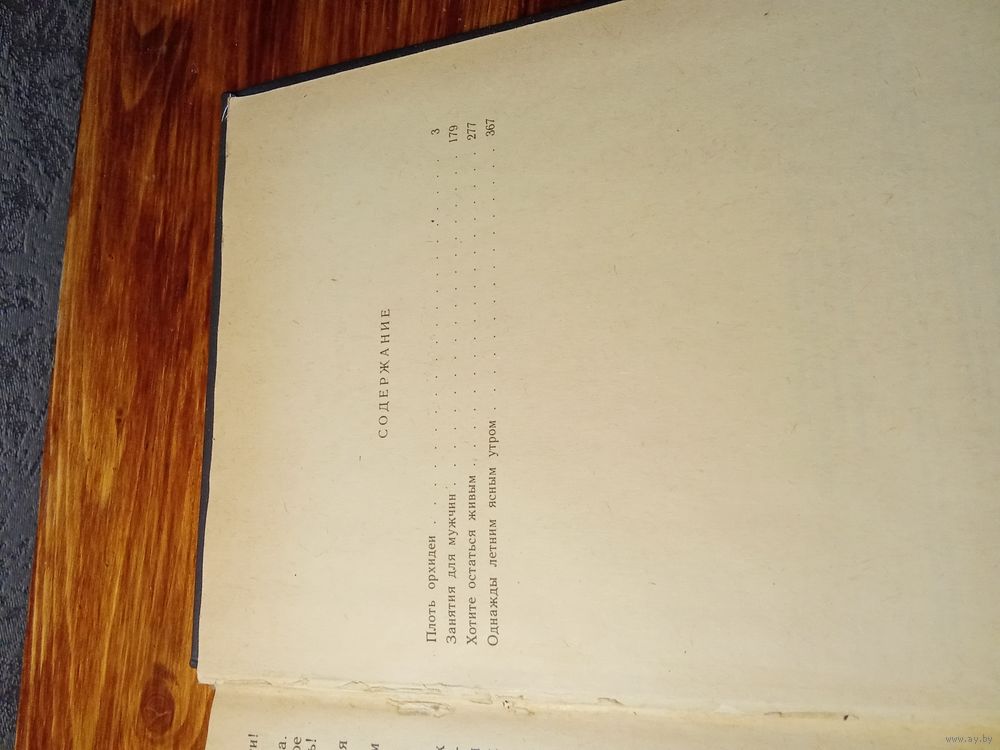 СОДЕРЖАНИЕ
Плоть орхидеи . . . . . . . . . . . . . . . . . . . 3
Занятия для мужчин . . . . . . . . . . . . . . . . . 179
Хотите остаться живым . . . . . . . . . . . . . . . . 277
Однажды летним ясным утром . . . . . . . . . . . . . 367
www.ay.by